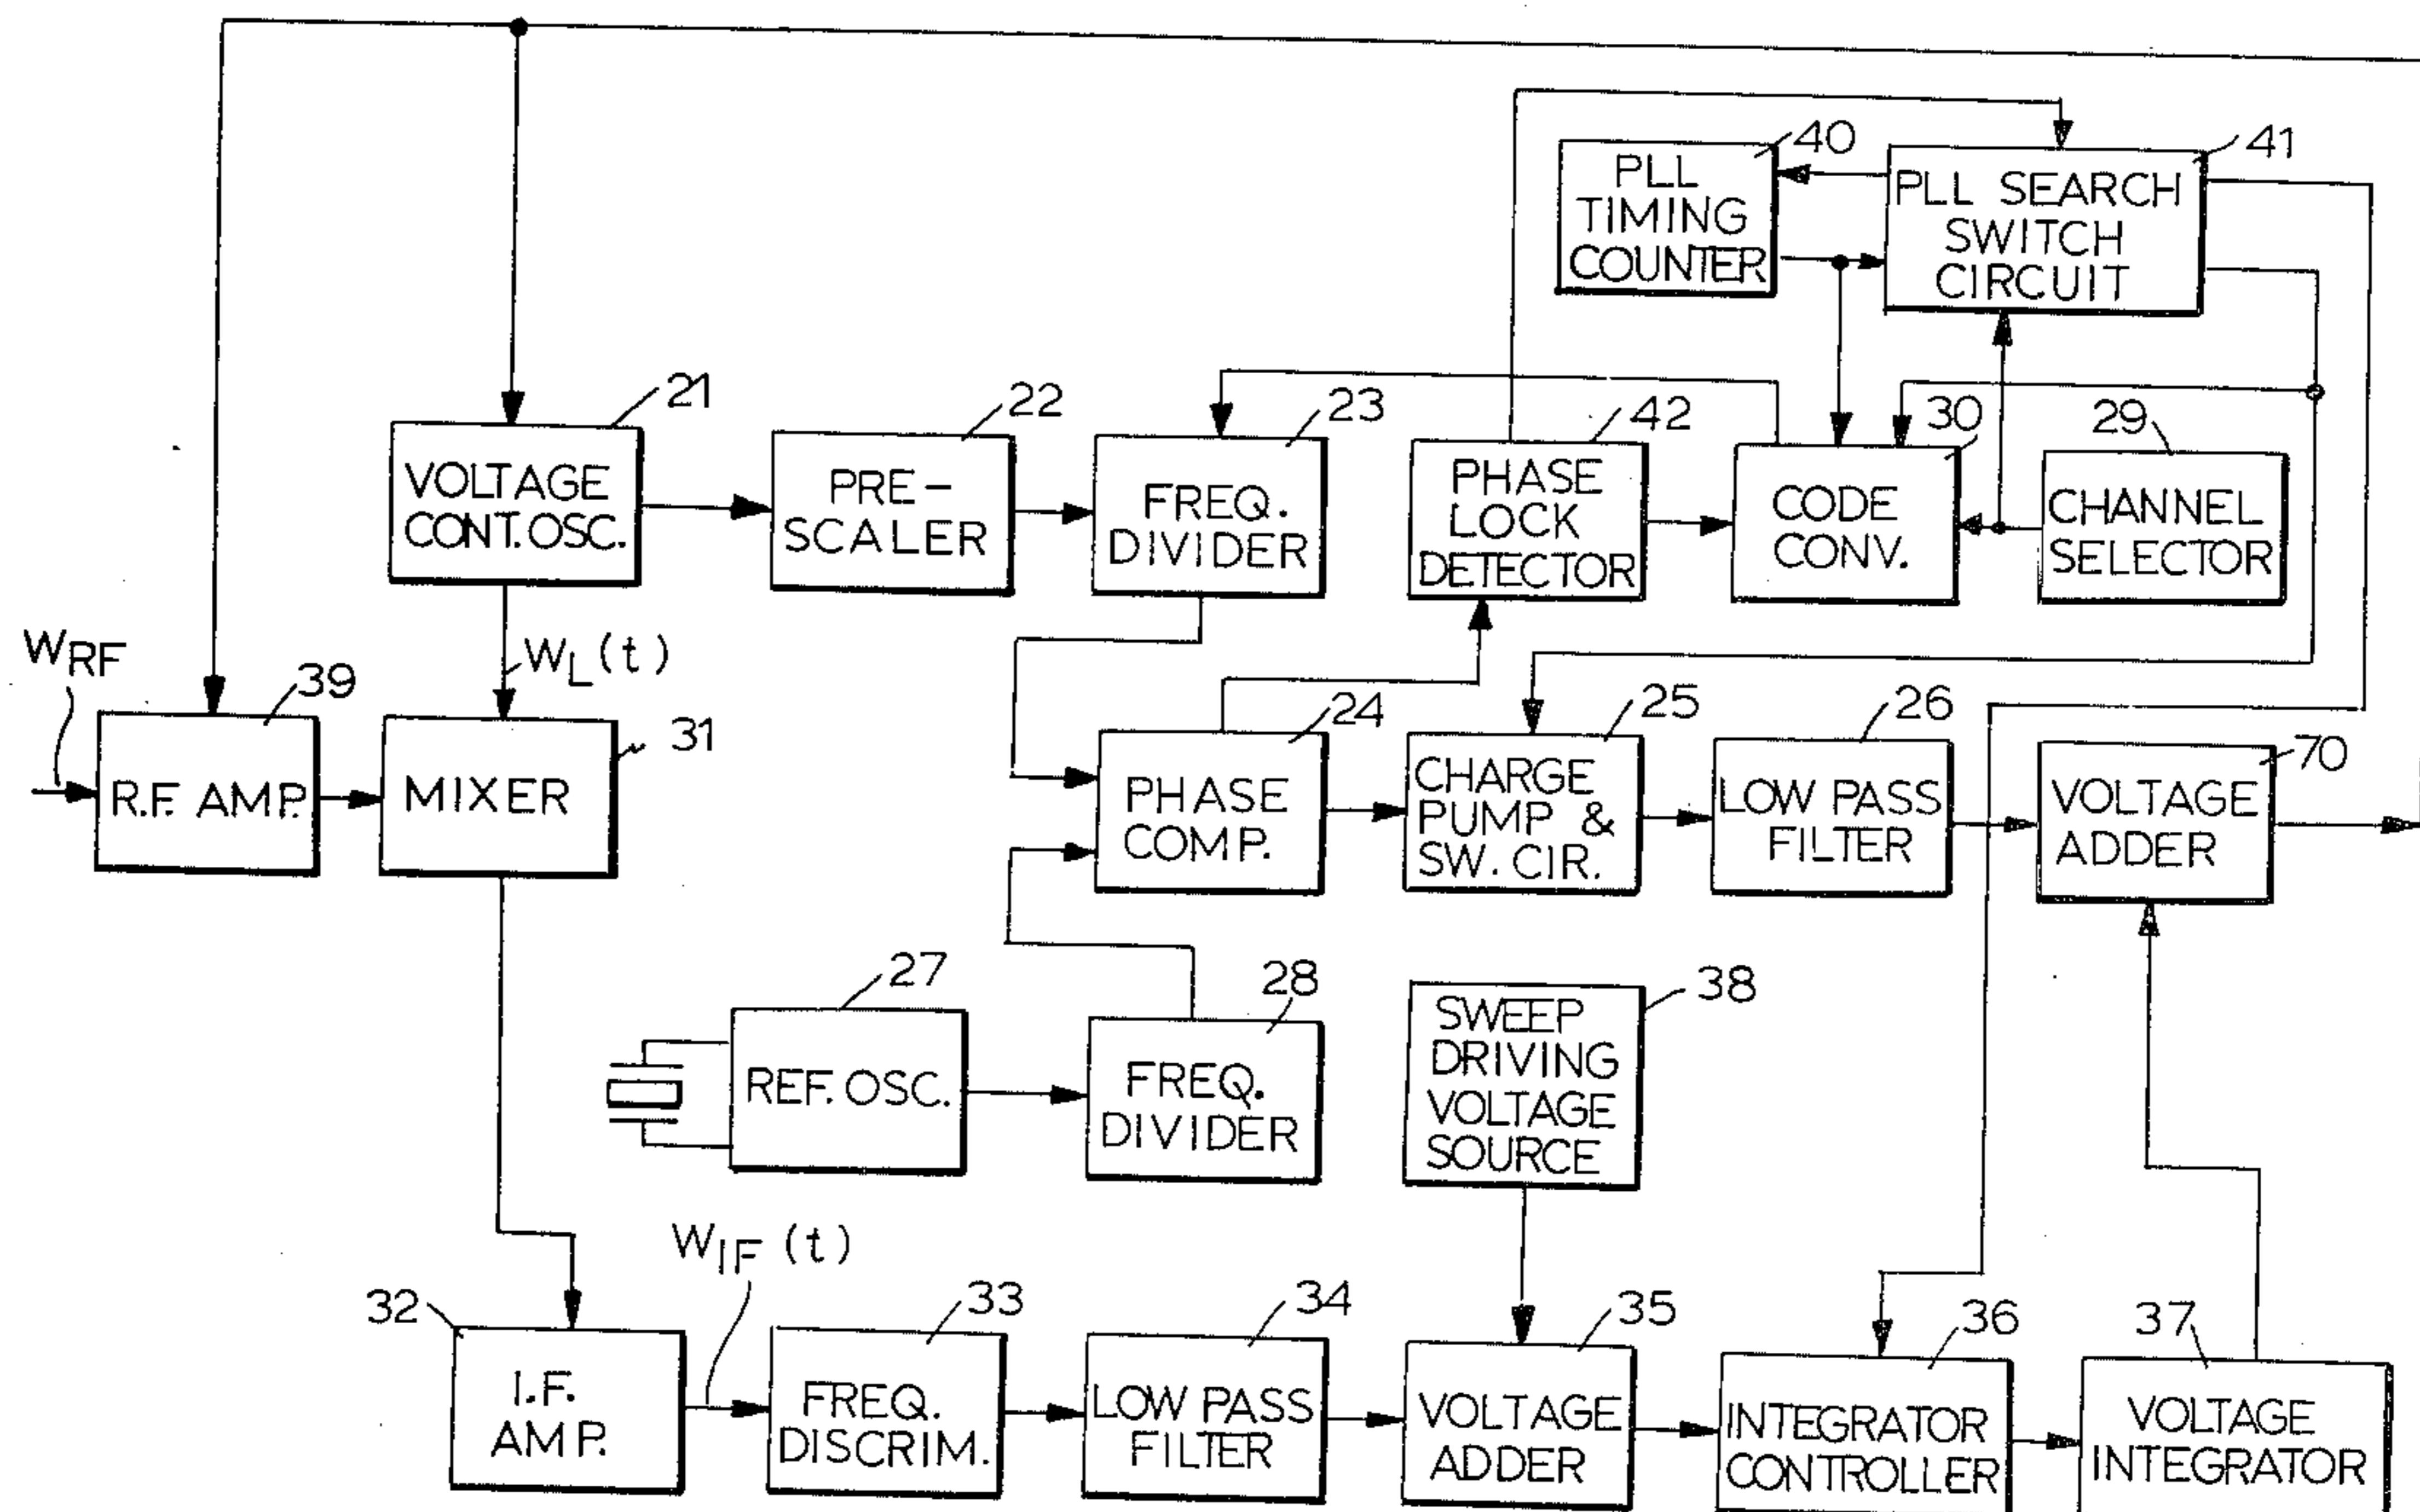 40
PLL
TIMING
COUNTER
41
PLL SEARCH
SWITCH
CIRCUIT
21
VOLTAGE
CONT. OSC.
22
PRE-
SCALER
23
FREQ.
DIVIDER
42
PHASE
LOCK
DETECTOR
30
CODE
CONV.
29
CHANNEL
SELECTOR
WRF
WL(t)
39
R.F. AMP.
31
MIXER
24
PHASE
COMP.
25
CHARGE
PUMP &
SW. CIR.
26
LOW PASS
FILTER
70
VOLTAGE
ADDER
27
REF. OSC.
28
FREQ.
DIVIDER
38
SWEEP
DRIVING
VOLTAGE
SOURCE
32
I.F.
AMP.
WIF (t)
33
FREQ.
DISCRIM.
34
LOW PASS
FILTER
35
VOLTAGE
ADDER
36
INTEGRATOR
CONTROLLER
37
VOLTAGE
INTEGRATOR